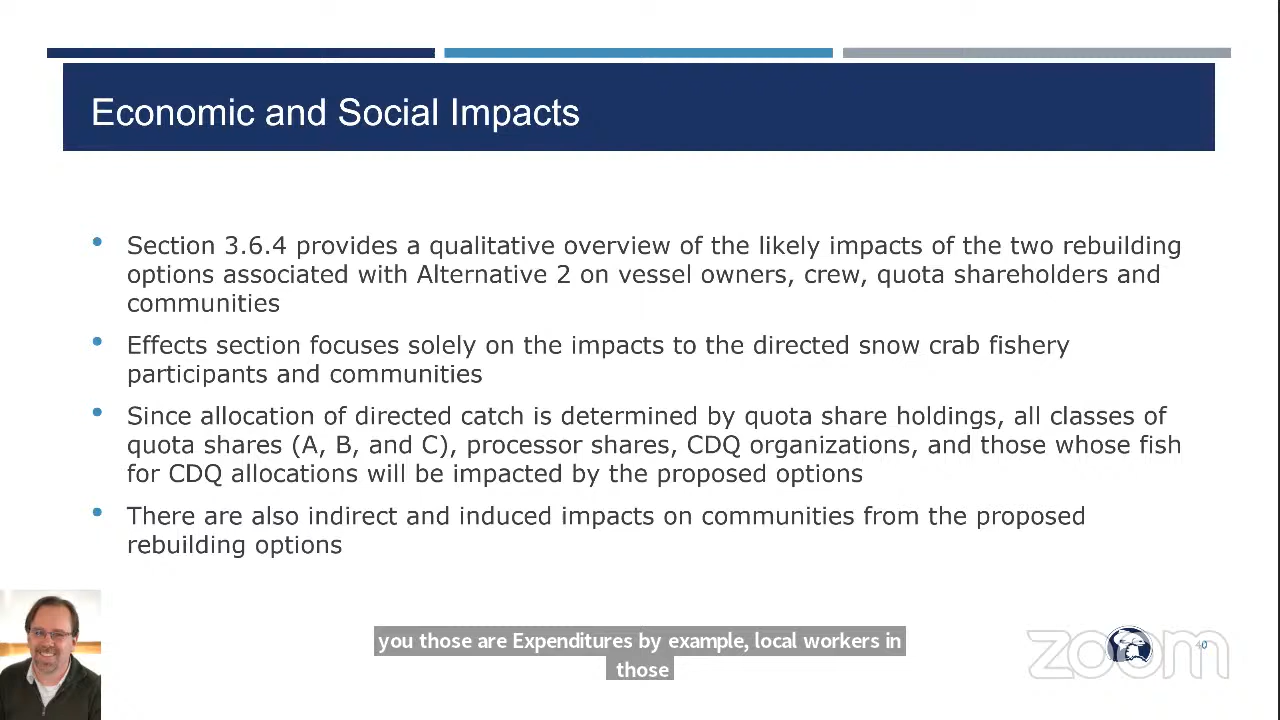 Economic and Social Impacts
Section 3.6.4 provides a qualitative overview of the likely impacts of the two rebuilding
options associated with Alternative 2 on vessel owners, crew, quota shareholders and
communities
Effects section focuses solely on the impacts to the directed snow crab fishery
participants and communities
Since allocation of directed catch is determined by quota share holdings, all classes of
quota shares (A, B, and C), processor shares, CDQ organizations, and those whose fish
for CDQ allocations will be impacted by the proposed options
There are also indirect and induced impacts on communities from the proposed
rebuilding options
you those are Expenditures by example, local workers in
those
zoom